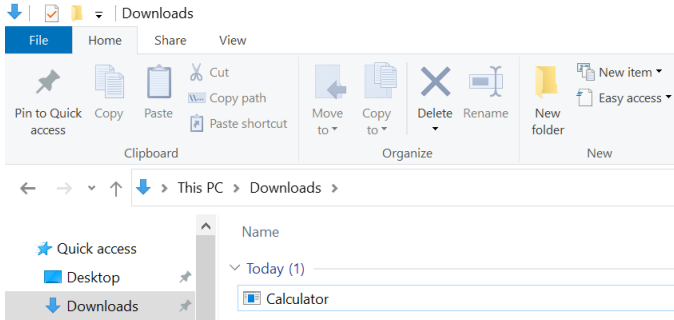 Downloads
File Home Share View
Pin to Quick access
Copy
Paste
Cut
Copy path
Paste shortcut
Clipboard
Move to
Copy to
Delete
Rename
Organize
New folder
New item
Easy access
New
This PC > Downloads >
Quick access
Desktop
Downloads
Name
Today (1)
Calculator